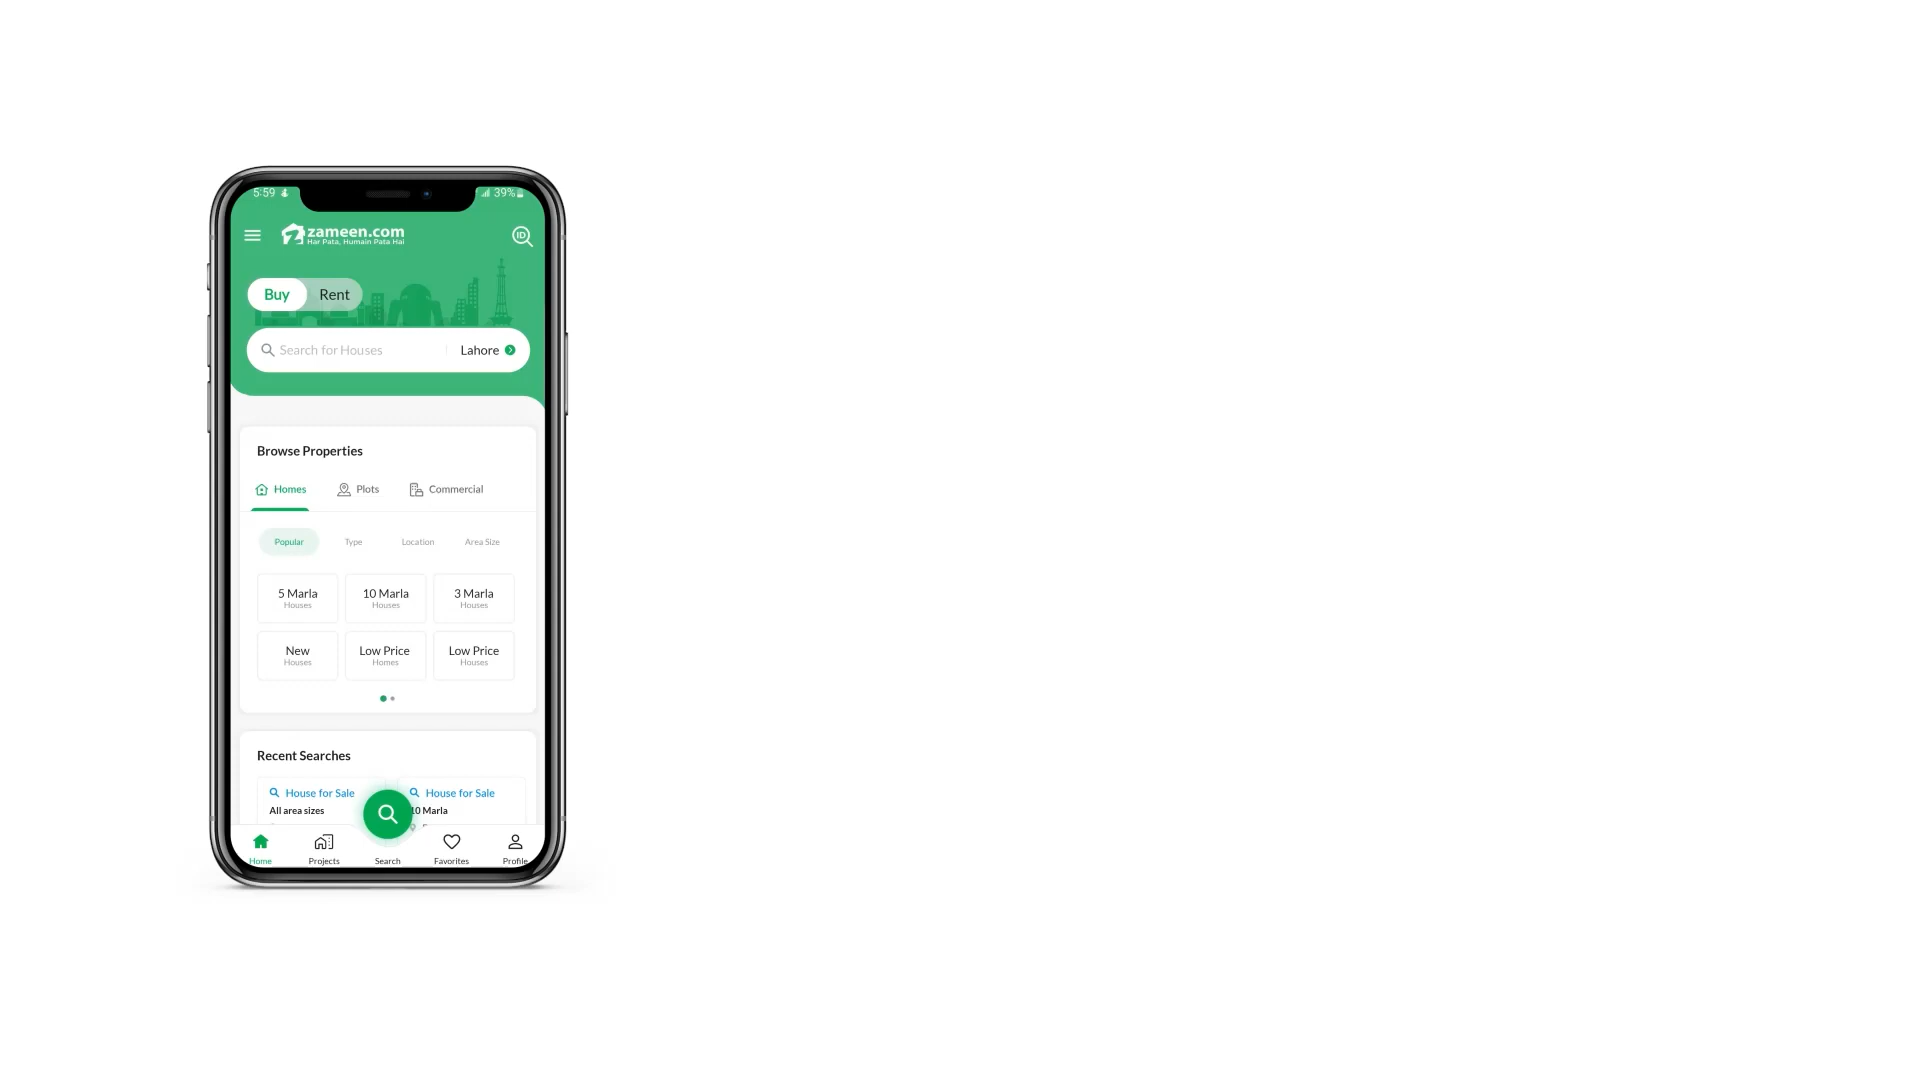 5:59
39%
zameen.com
Har Pata, Humain Pata Hai
ID
Buy Rent
Search for Houses Lahore
Browse Properties
Homes Plots Commercial
Popular Type Location Area Size
5 Marla 10 Marla 3 Marla
Houses Houses Houses
New Low Price Low Price
Houses Homes Houses
Recent Searches
House for Sale House for Sale
All area sizes 10 Marla
Home Projects Search Favorites Profile